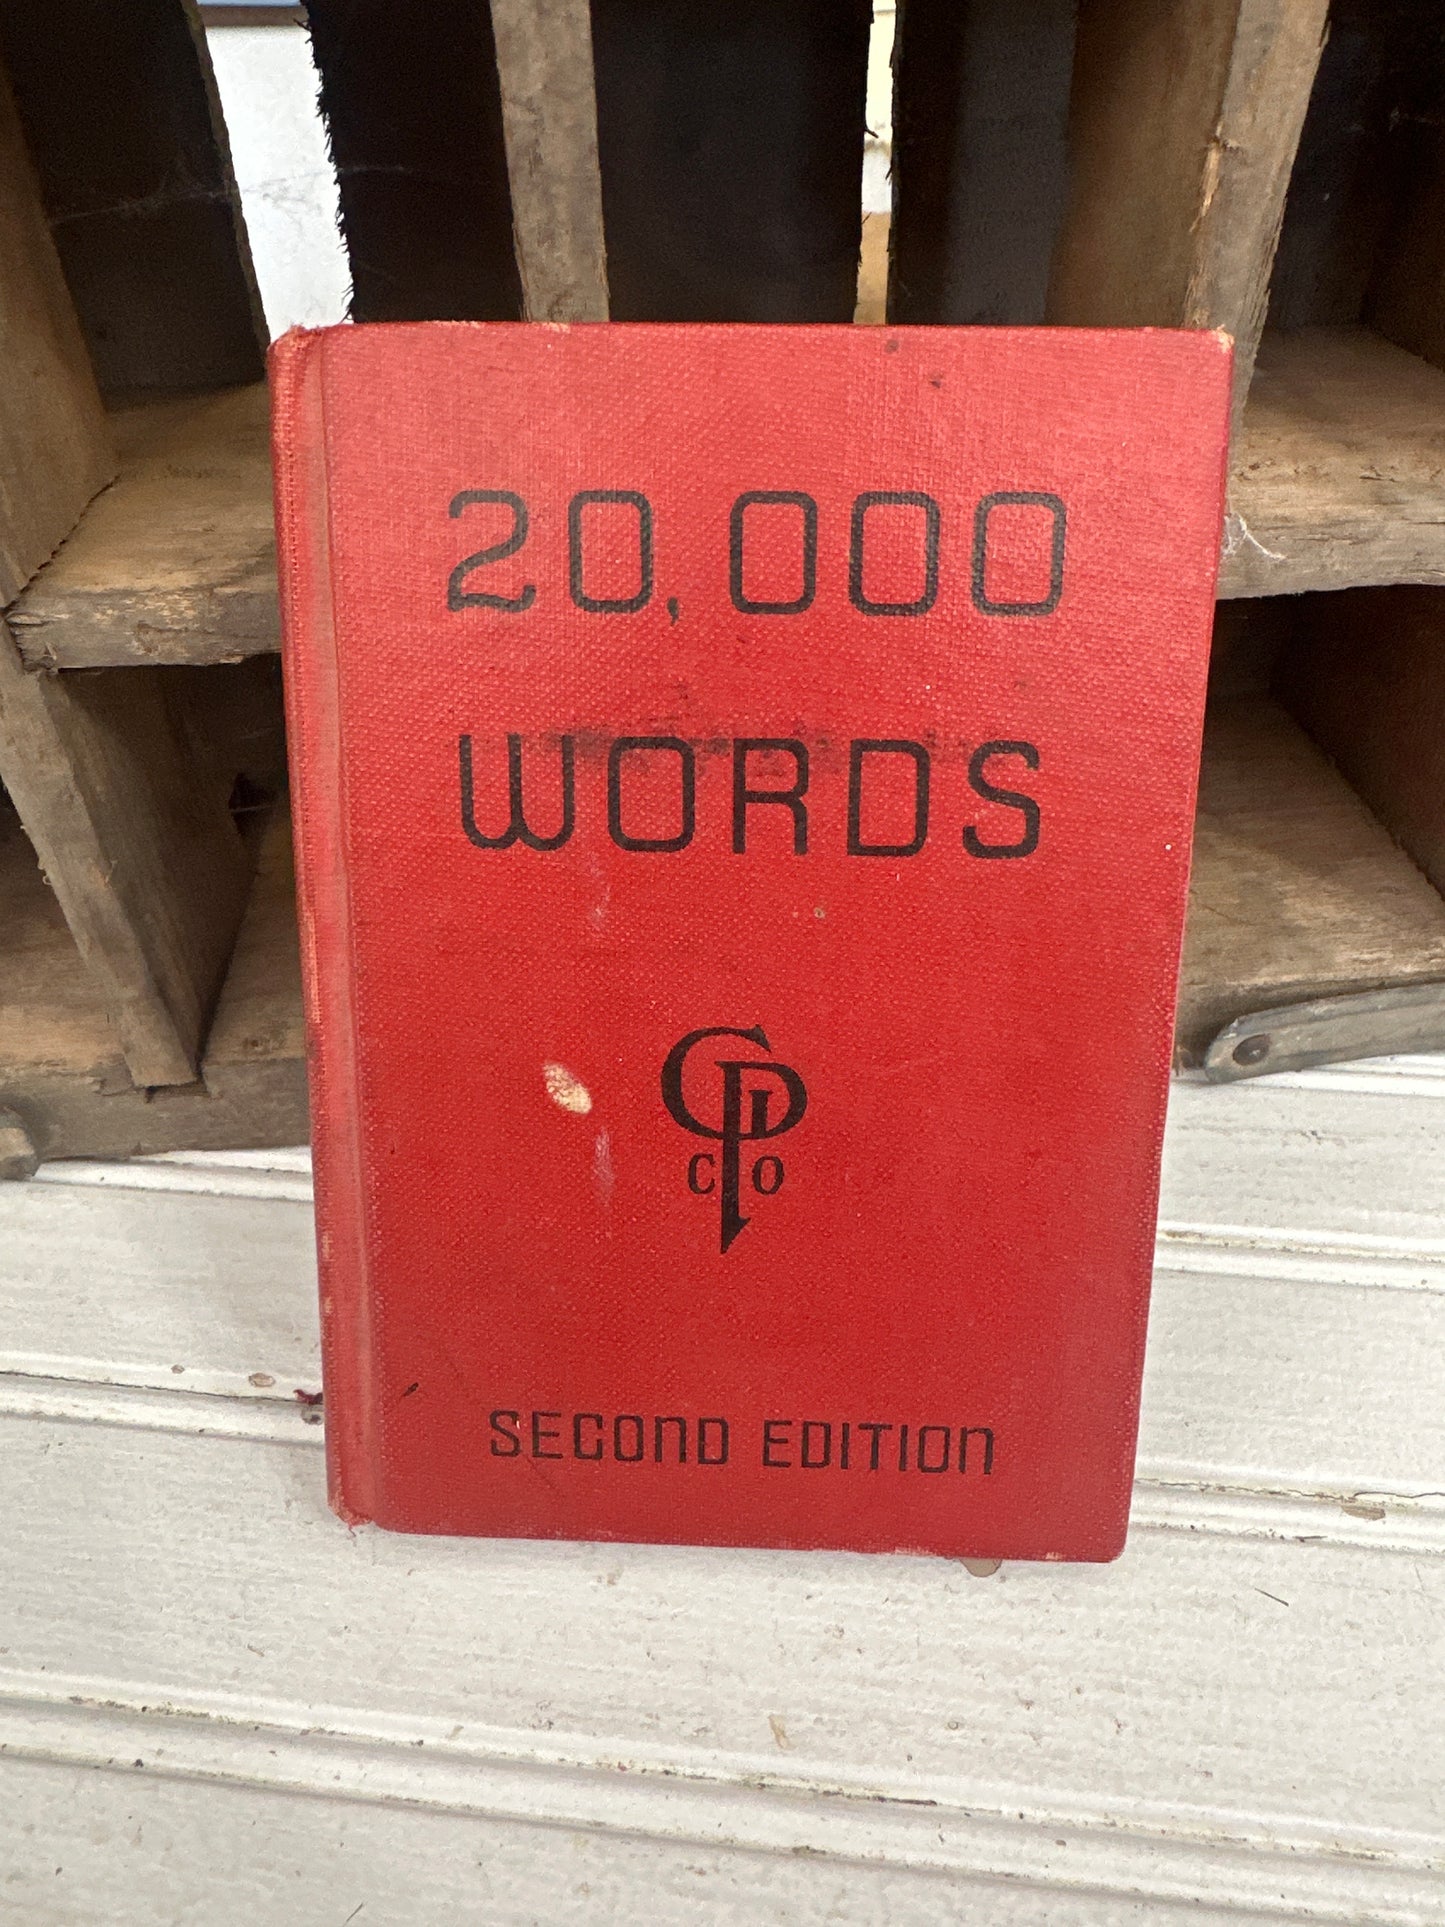 20,000
WORDS
GP
CO
SECOND EDITION